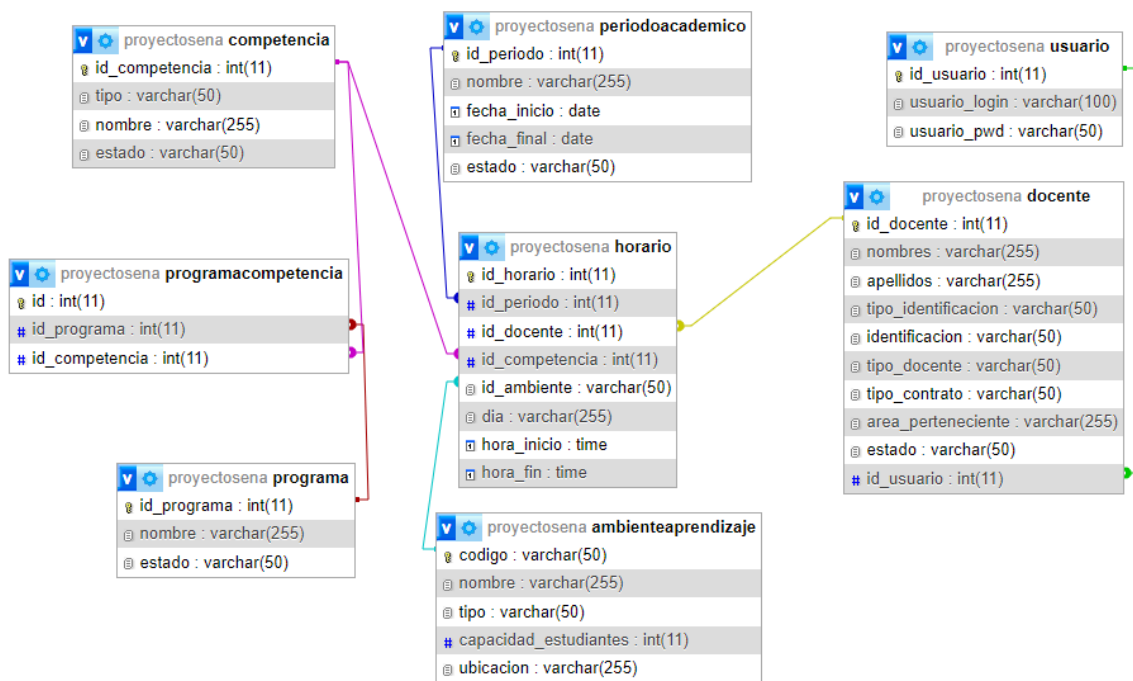 proyectosena competencia
id_competencia : int(11)
tipo : varchar(50)
nombre : varchar(255)
estado : varchar(50)
proyectosena periodoacademico
id_periodo : int(11)
nombre : varchar(255)
fecha_inicio : date
fecha_final : date
estado : varchar(50)
proyectosena usuario
id_usuario : int(11)
usuario_login : varchar(100)
usuario_pwd : varchar(50)
proyectosena docente
id_docente : int(11)
nombres : varchar(255)
apellidos : varchar(255)
tipo_identificacion : varchar(50)
identificacion : varchar(50)
tipo_docente : varchar(50)
tipo_contrato : varchar(50)
area_perteneciente : varchar(255)
estado : varchar(50)
# id_usuario : int(11)
proyectosena horario
id_horario : int(11)
# id_periodo : int(11)
# id_docente : int(11)
# id_competencia : int(11)
id_ambiente : varchar(50)
dia : varchar(255)
hora_inicio : time
hora_fin : time
proyectosena programacompetencia
id : int(11)
# id_programa : int(11)
# id_competencia : int(11)
proyectosena programa
id_programa : int(11)
nombre : varchar(255)
estado : varchar(50)
proyectosena ambienteaprendizaje
codigo : varchar(50)
nombre : varchar(255)
tipo : varchar(50)
# capacidad_estudiantes : int(11)
ubicacion : varchar(255)